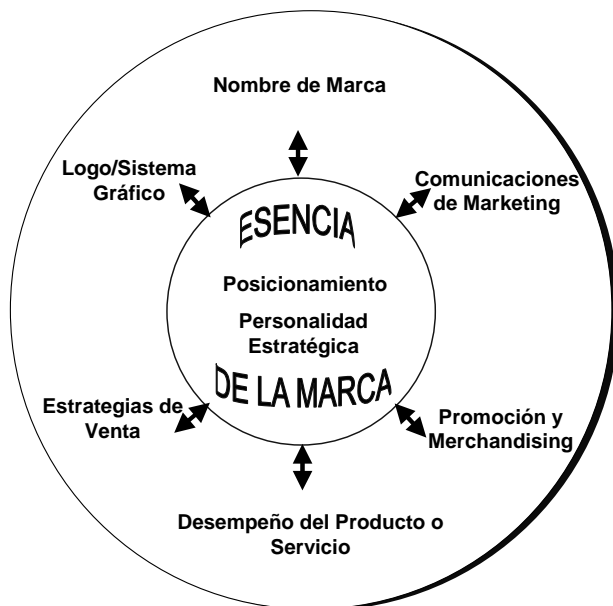 Nombre de Marca
Logo/Sistema
Gráfico
Comunicaciones
de Marketing
ESENCIA
Posicionamiento
Personalidad
Estratégica
DE LA MARCA
Estrategias de
Venta
Promoción y
Merchandising
Desempeño del Producto o
Servicio